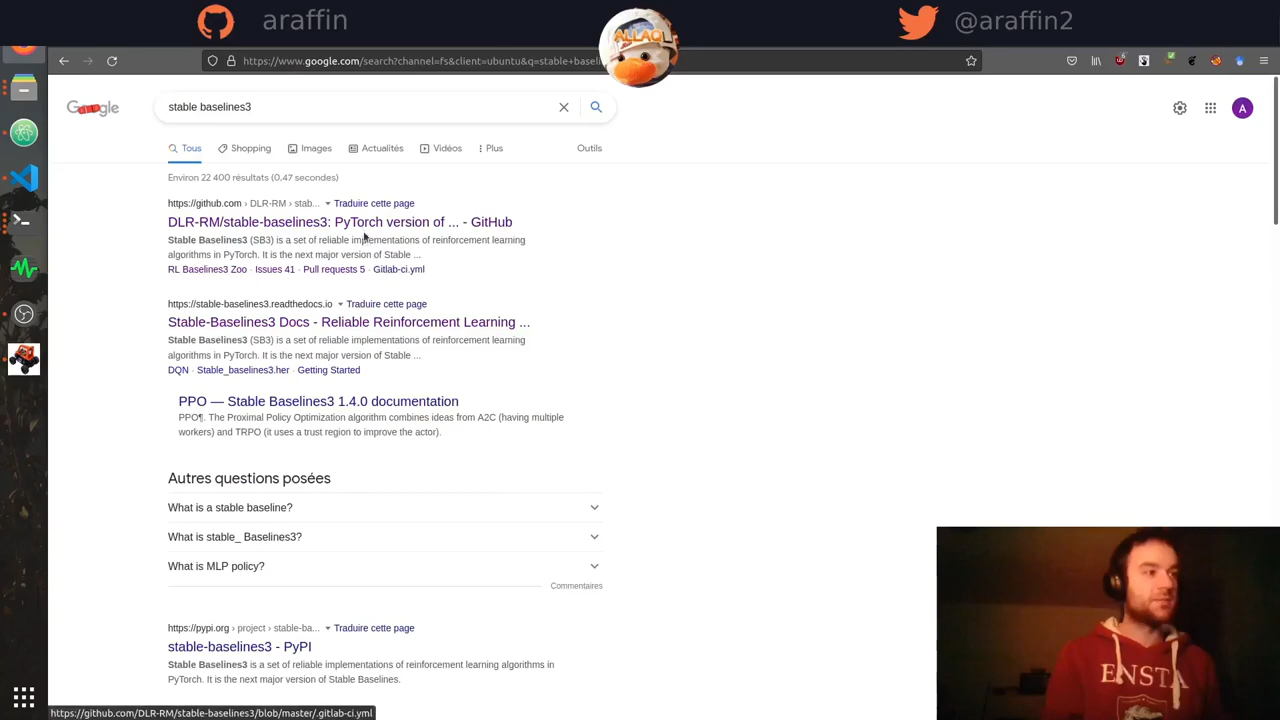 araffin
@araffin2
ALLAQ
https://www.google.com/search?channel=fs&client=ubuntu&q=stable+baseli
Google
stable baselines3
A
Tous
Shopping
Images
Actualités
Vidéos
Plus
Outils
Environ 22 400 résultats (0,47 secondes)
https://github.com › DLR-RM › stab... Traduire cette page
DLR-RM/stable-baselines3: PyTorch version of ... - GitHub
Stable Baselines3 (SB3) is a set of reliable implementations of reinforcement learning
algorithms in PyTorch. It is the next major version of Stable ...
RL Baselines3 Zoo · Issues 41 · Pull requests 5 · Gitlab-ci.yml
https://stable-baselines3.readthedocs.io Traduire cette page
Stable-Baselines3 Docs - Reliable Reinforcement Learning ...
Stable Baselines3 (SB3) is a set of reliable implementations of reinforcement learning
algorithms in PyTorch. It is the next major version of Stable ...
DQN · Stable_baselines3.her · Getting Started
PPO — Stable Baselines3 1.4.0 documentation
PPO¶. The Proximal Policy Optimization algorithm combines ideas from A2C (having multiple
workers) and TRPO (it uses a trust region to improve the actor).
Autres questions posées
What is a stable baseline?
What is stable_ Baselines3?
What is MLP policy?
Commentaires
https://pypi.org › project › stable-ba... Traduire cette page
stable-baselines3 - PyPI
Stable Baselines3 is a set of reliable implementations of reinforcement learning algorithms in
PyTorch. It is the next major version of Stable Baselines.
https://github.com/DLR-RM/stable-baselines3/blob/master/.gitlab-ci.yml
ENSTA